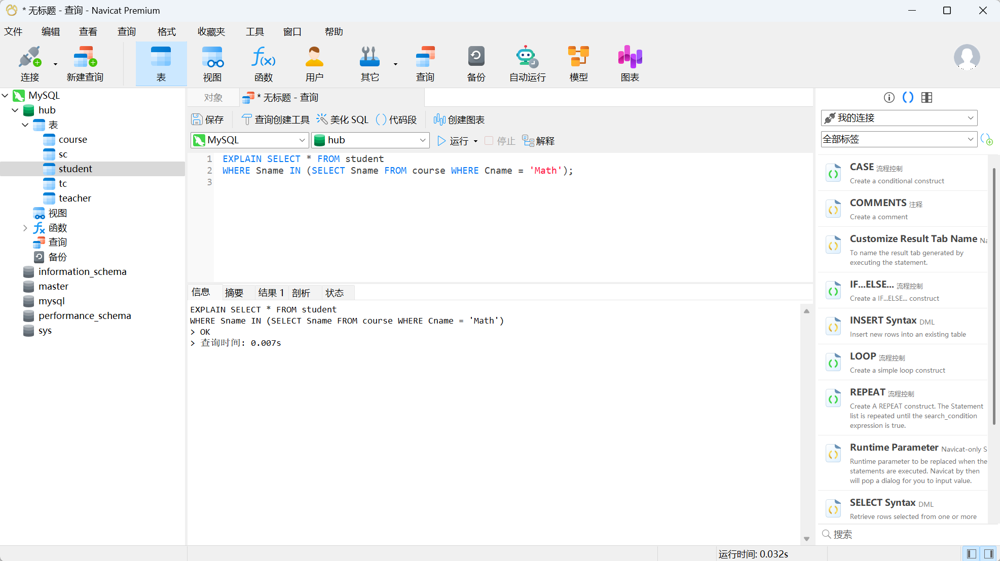 * 无标题 - 查询 - Navicat Premium
文件 编辑 查看 查询 格式 收藏夹 工具 窗口 帮助
连接 新建查询 表 视图 函数 用户 其它 查询 备份 自动运行 模型 图表
MySQL
hub
表
course
sc
student
tc
teacher
视图
函数
查询
备份
information_schema
master
mysql
performance_schema
sys
对象 * 无标题 - 查询
保存 查询创建工具 美化 SQL 代码段 创建图表
MySQL hub 运行 停止 解释
1 EXPLAIN SELECT * FROM student
2 WHERE Sname IN (SELECT Sname FROM course WHERE Cname = 'Math');
3
信息 摘要 结果 1 剖析 状态
EXPLAIN SELECT * FROM student
WHERE Sname IN (SELECT Sname FROM course WHERE Cname = 'Math')
> OK
> 查询时间: 0.007s
我的连接
全部标签
CASE 流程控制
Create a conditional construct
COMMENTS 注释
Create a comment
Customize Result Tab Name Na
To name the result tab generated by
executing the statement.
IF...ELSE... 流程控制
Create a IF...ELSE... construct
INSERT Syntax DML
Insert new rows into an existing table
LOOP 流程控制
Create a simple loop construct
REPEAT 流程控制
Create A REPEAT construct. The Statement
list is repeated until the search_condition
expression is true.
Runtime Parameter Navicat-only S
Runtime parameter to be replaced when the
statements are executed. Navicat by then
will pop a dialog for you to input value.
SELECT Syntax DML
Retrieve rows selected from one or more
搜索
运行时间: 0.032s